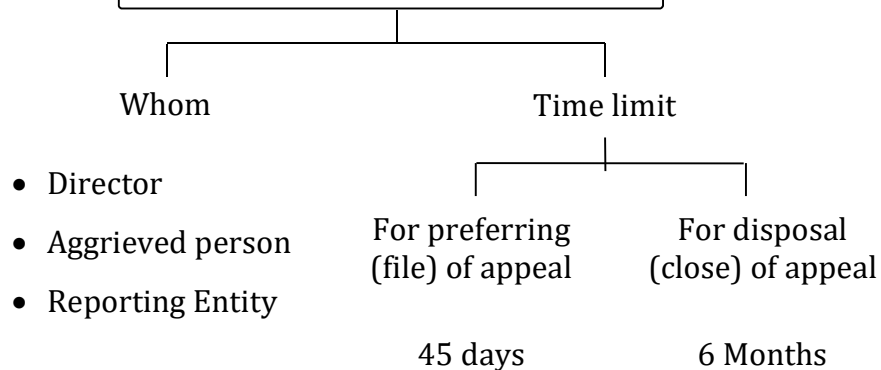 Whom
Time limit
• Director
• Aggrieved person
• Reporting Entity
For preferring
(file) of appeal
45 days
For disposal
(close) of appeal
6 Months